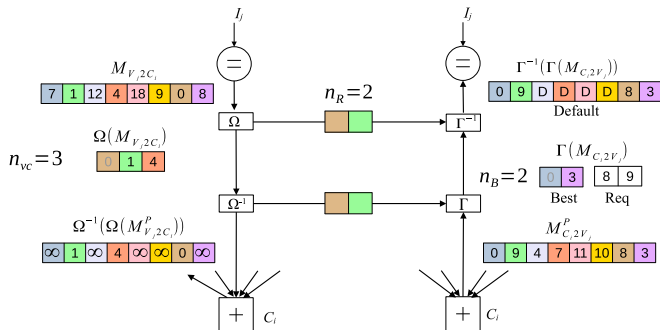 I_j I_j
M_{V_j2C_i} = = Γ^{-1}(Γ(M_{C_i2V_j}))
7 1 12 4 18 9 0 8 n_R=2 0 9 D D D D 8 3
Default
Ω Γ^{-1}
Ω(M_{V_j2C_i}) Γ(M_{C_i2V_j})
n_{vc}=3 0 1 4 n_B=2 0 3 8 9
Best Req
Ω^{-1} Γ
Ω^{-1}(Ω(M^P_{V_j2C_i})) M^P_{C_i2V_j}
∞ 1 ∞ 4 ∞ ∞ 0 ∞ 0 9 4 7 11 10 8 3
+ C_i + C_i